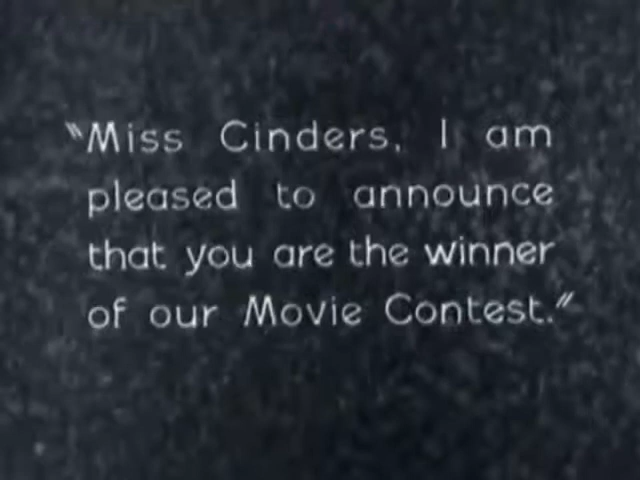 "Miss Cinders, I am
pleased to announce
that you are the winner
of our Movie Contest."